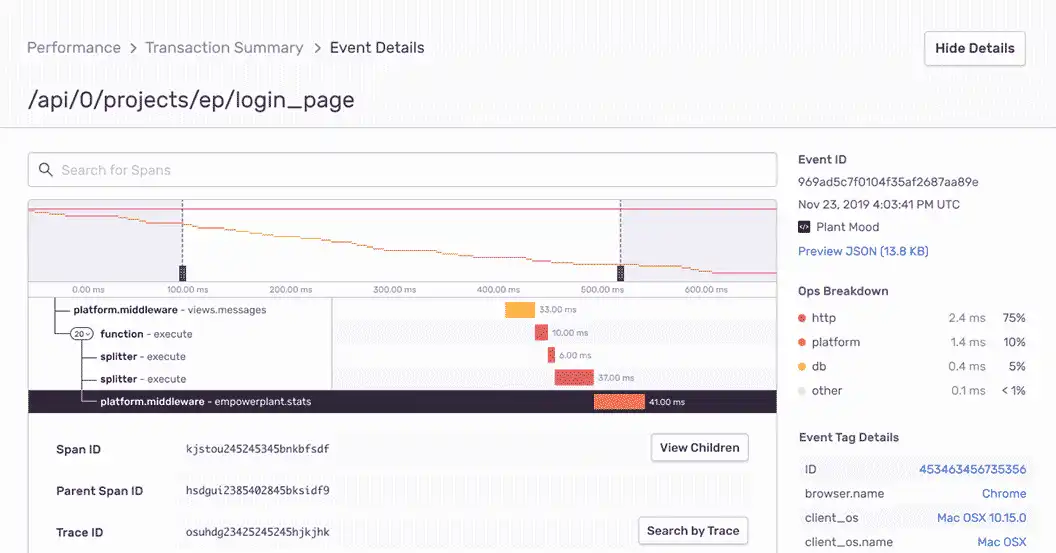 Performance > Transaction Summary > Event Details
Hide Details
/api/0/projects/ep/login_page
Search for Spans
0.00 ms 100.00 ms 200.00 ms 300.00 ms 400.00 ms 500.00 ms 600.00 ms
platform.middleware - views.messages 33.00 ms
20 function - execute 10.00 ms
splitter - execute 6.00 ms
splitter - execute 37.00 ms
platform.middleware - empowerplant.stats 41.00 ms
Span ID kjstou245245345bnkbfsdf View Children
Parent Span ID hsdgui2385402845bksidf9
Trace ID osuhdg23425245245hjkjhk Search by Trace
Event ID
969ad5c7f0104f35af2687aa89e
Nov 23, 2019 4:03:41 PM UTC
Plant Mood
Preview JSON (13.8 KB)
Ops Breakdown
http 2.4 ms 75%
platform 1.4 ms 10%
db 0.4 ms 5%
other 0.1 ms < 1%
Event Tag Details
ID 453463456735356
browser.name Chrome
client_os Mac OSX 10.15.0
client_os.name Mac OSX